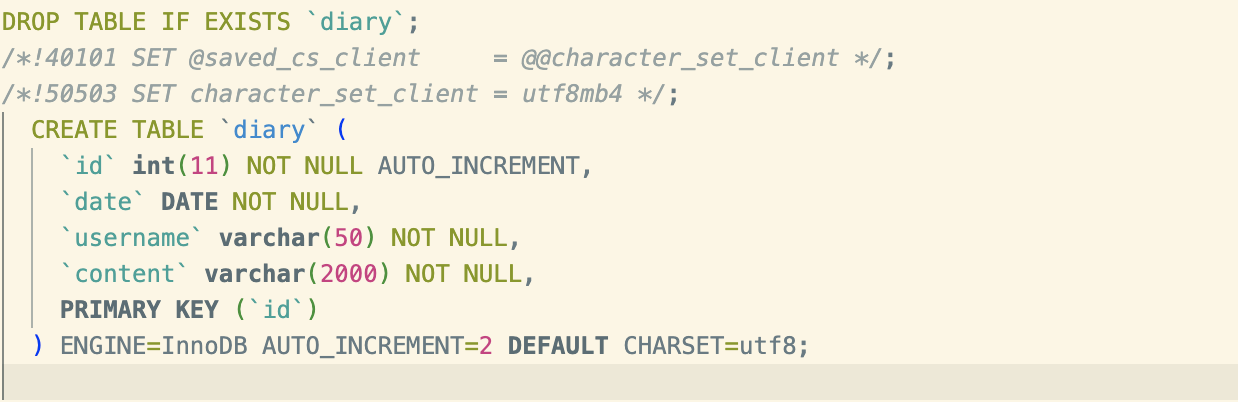 DROP TABLE IF EXISTS `diary`;
/*!40101 SET @saved_cs_client     = @@character_set_client */;
/*!50503 SET character_set_client = utf8mb4 */;
  CREATE TABLE `diary` (
    `id` int(11) NOT NULL AUTO_INCREMENT,
    `date` DATE NOT NULL,
    `username` varchar(50) NOT NULL,
    `content` varchar(2000) NOT NULL,
    PRIMARY KEY (`id`)
  ) ENGINE=InnoDB AUTO_INCREMENT=2 DEFAULT CHARSET=utf8;